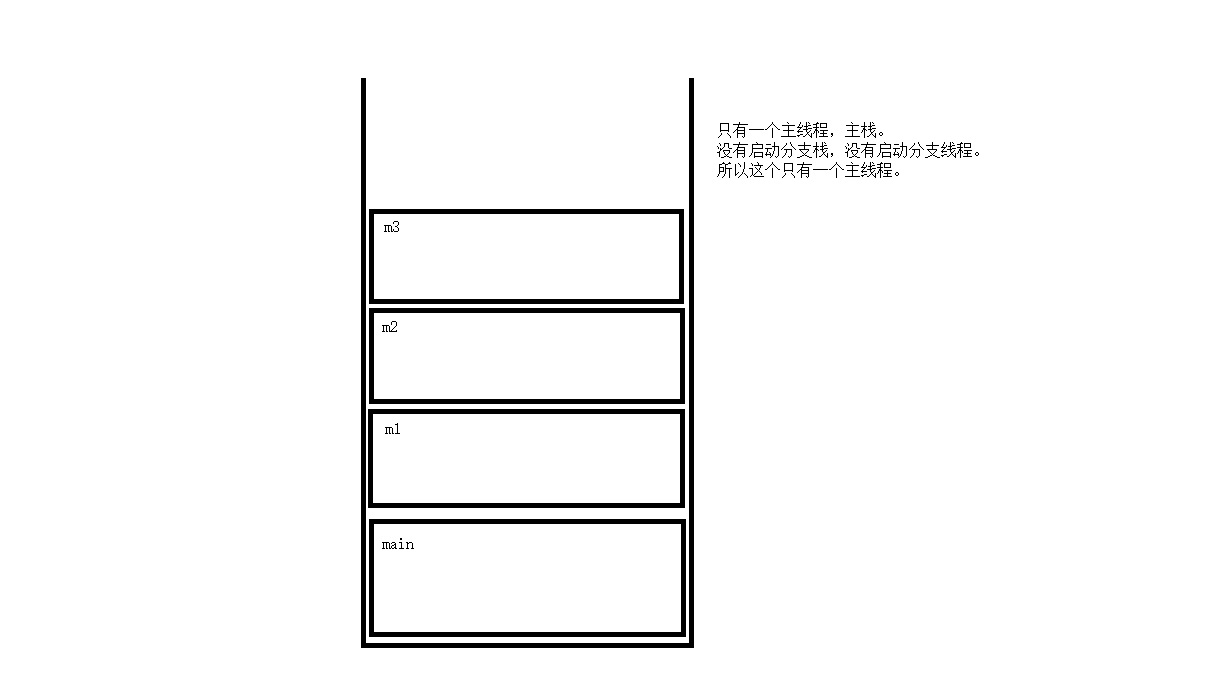 只有一个主线程，主栈。
没有启动分支栈，没有启动分支线程。
所以这个只有一个主线程。
m3
m2
m1
main